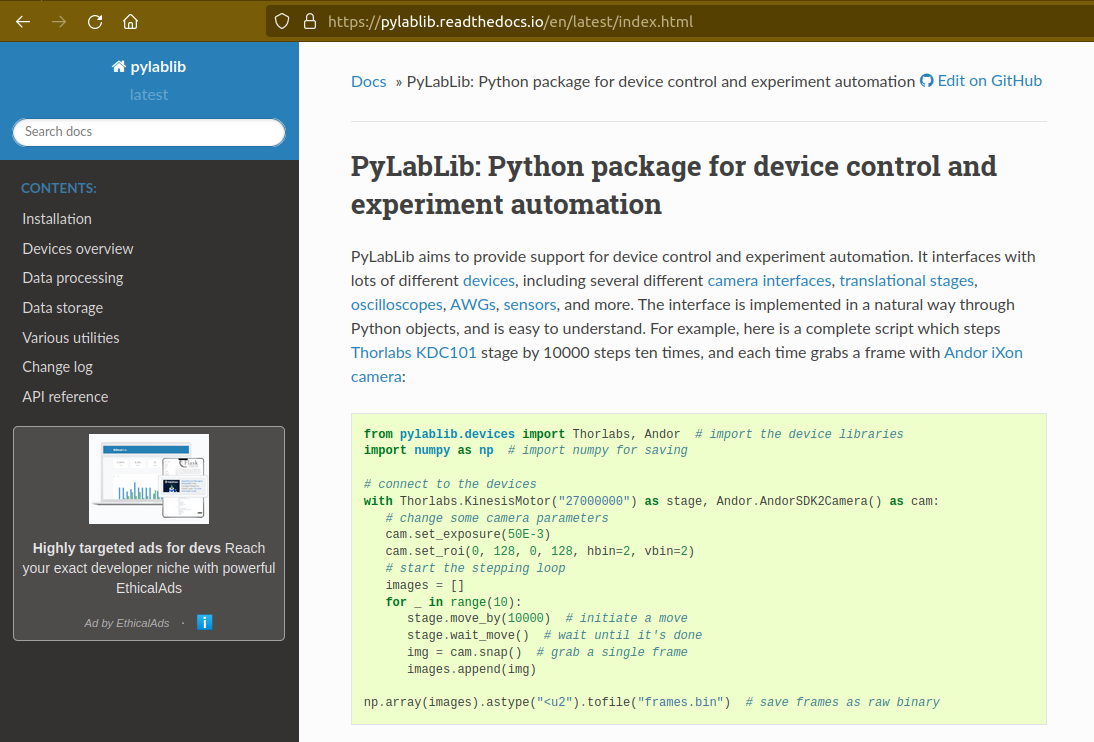 https://pylablib.readthedocs.io/en/latest/index.html
pylablib
latest
Search docs
CONTENTS:
Installation
Devices overview
Data processing
Data storage
Various utilities
Change log
API reference
Highly targeted ads for devs Reach
your exact developer niche with powerful
EthicalAds
Ad by EthicalAds ·
Docs » PyLabLib: Python package for device control and experiment automation Edit on GitHub
PyLabLib: Python package for device control and
experiment automation
PyLabLib aims to provide support for device control and experiment automation. It interfaces with
lots of different devices, including several different camera interfaces, translational stages,
oscilloscopes, AWGs, sensors, and more. The interface is implemented in a natural way through
Python objects, and is easy to understand. For example, here is a complete script which steps
Thorlabs KDC101 stage by 10000 steps ten times, and each time grabs a frame with Andor iXon
camera:
from pylablib.devices import Thorlabs, Andor  # import the device libraries
import numpy as np  # import numpy for saving
# connect to the devices
with Thorlabs.KinesisMotor("27000000") as stage, Andor.AndorSDK2Camera() as cam:
   # change some camera parameters
   cam.set_exposure(50E-3)
   cam.set_roi(0, 128, 0, 128, hbin=2, vbin=2)
   # start the stepping loop
   images = []
   for _ in range(10):
      stage.move_by(10000)  # initiate a move
      stage.wait_move()  # wait until it's done
      img = cam.snap()  # grab a single frame
      images.append(img)
np.array(images).astype("<u2").tofile("frames.bin")  # save frames as raw binary